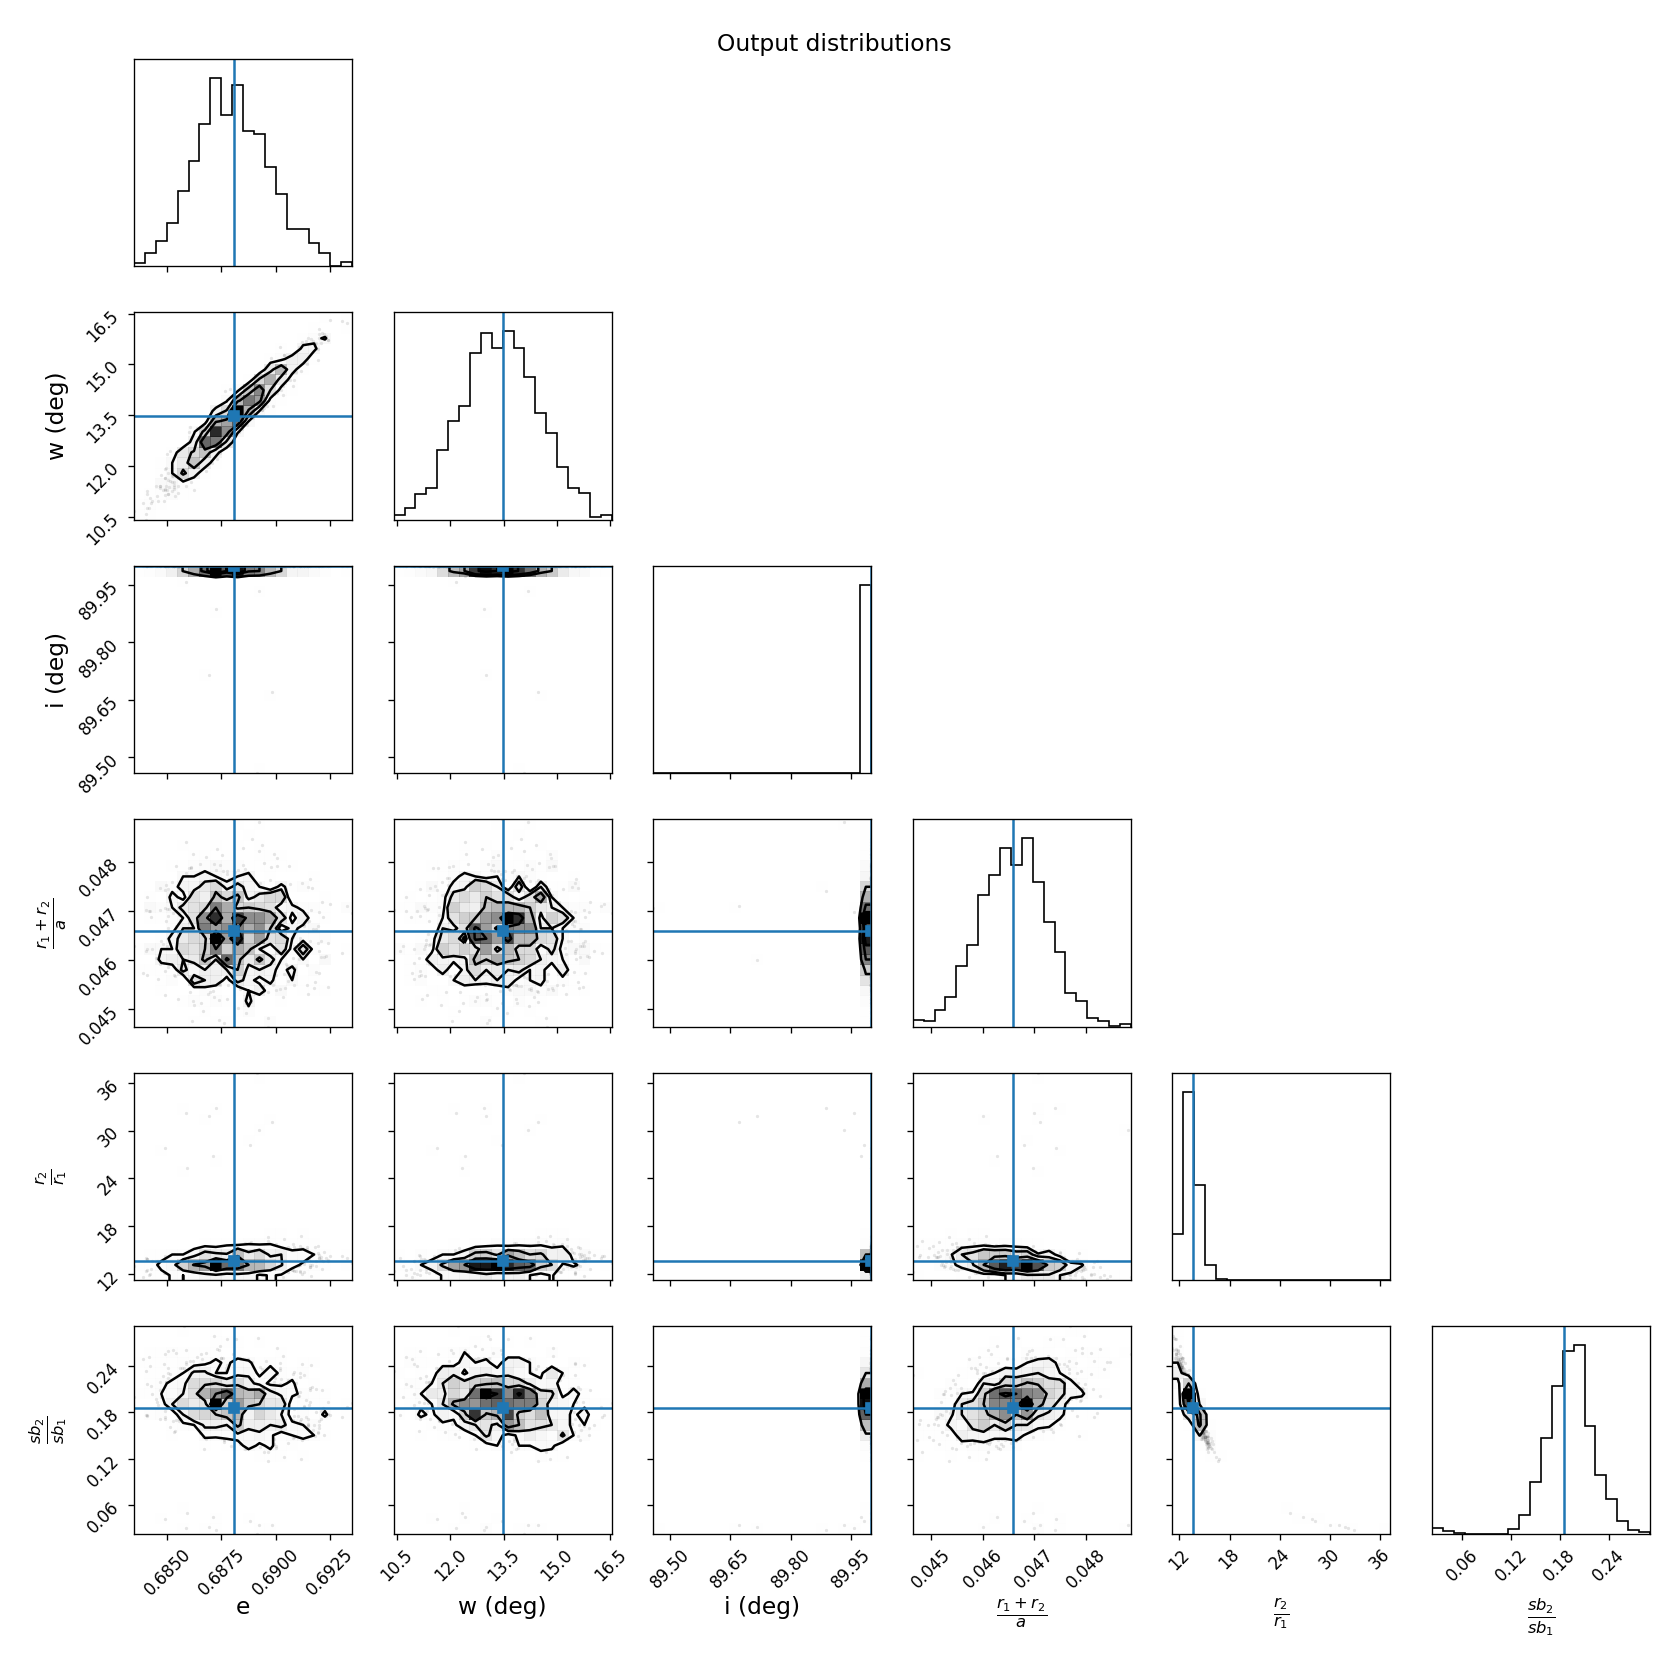 Output distributions
w (deg)
16.5
15.0
13.5
12.0
10.5
i (deg)
89.95
89.80
89.65
89.50
r₁ + r₂
a
0.048
0.047
0.046
0.045
r₂
r₁
36
30
24
18
12
sb₂
sb₁
0.24
0.18
0.12
0.06
0.6850 0.6875 0.6900 0.6925 10.5 12.0 13.5 15.0 16.5 89.50 89.65 89.80 89.95 0.045 0.046 0.047 0.048 12 18 24 30 36 0.06 0.12 0.18 0.24
e w (deg) i (deg)
r₁ + r₂ r₂ sb₂
a r₁ sb₁